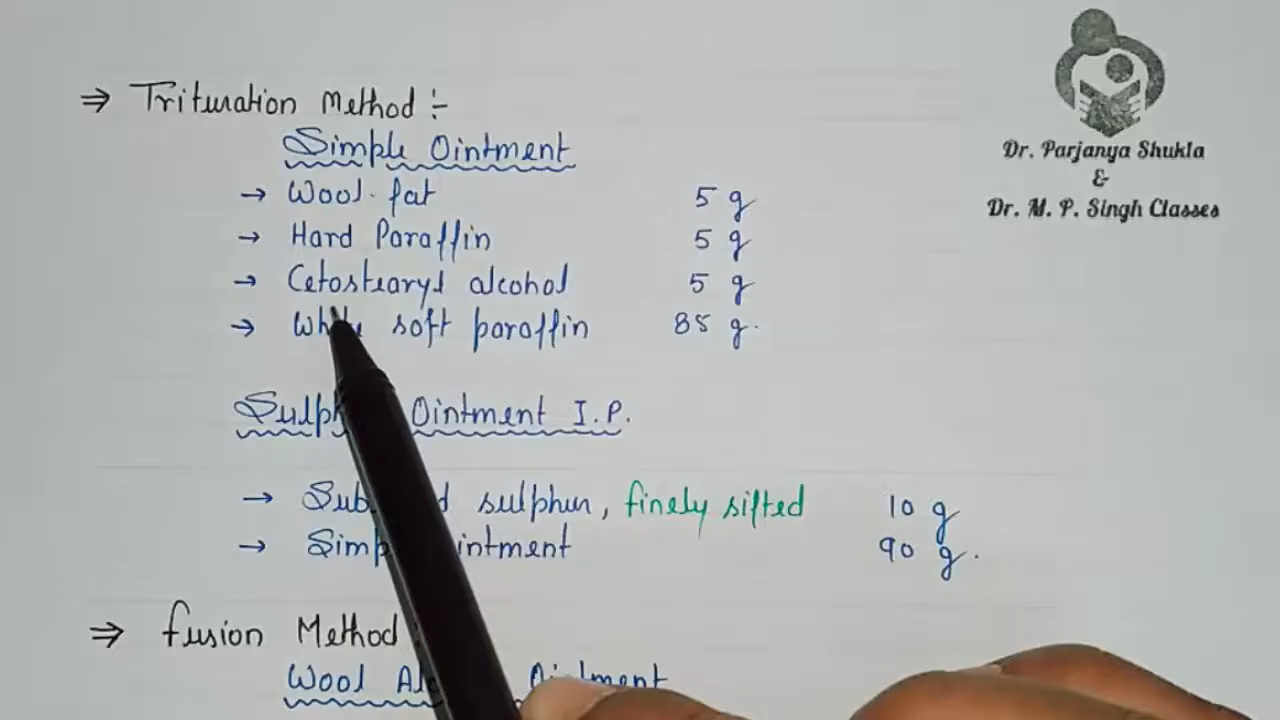 ⇒ Trituration Method :-
Simple Ointment
→ Wool fat 5 g
→ Hard Paraffin 5 g
→ Cetostearyl alcohol 5 g
→ White soft paraffin 85 g.
Ointment I.P.
→ sulphur, finely sifted 10 g
→ 90 g.
⇒ fusion Method
Wool
Dr. Parjanya Shukla
&
Dr. M. P. Singh Classes